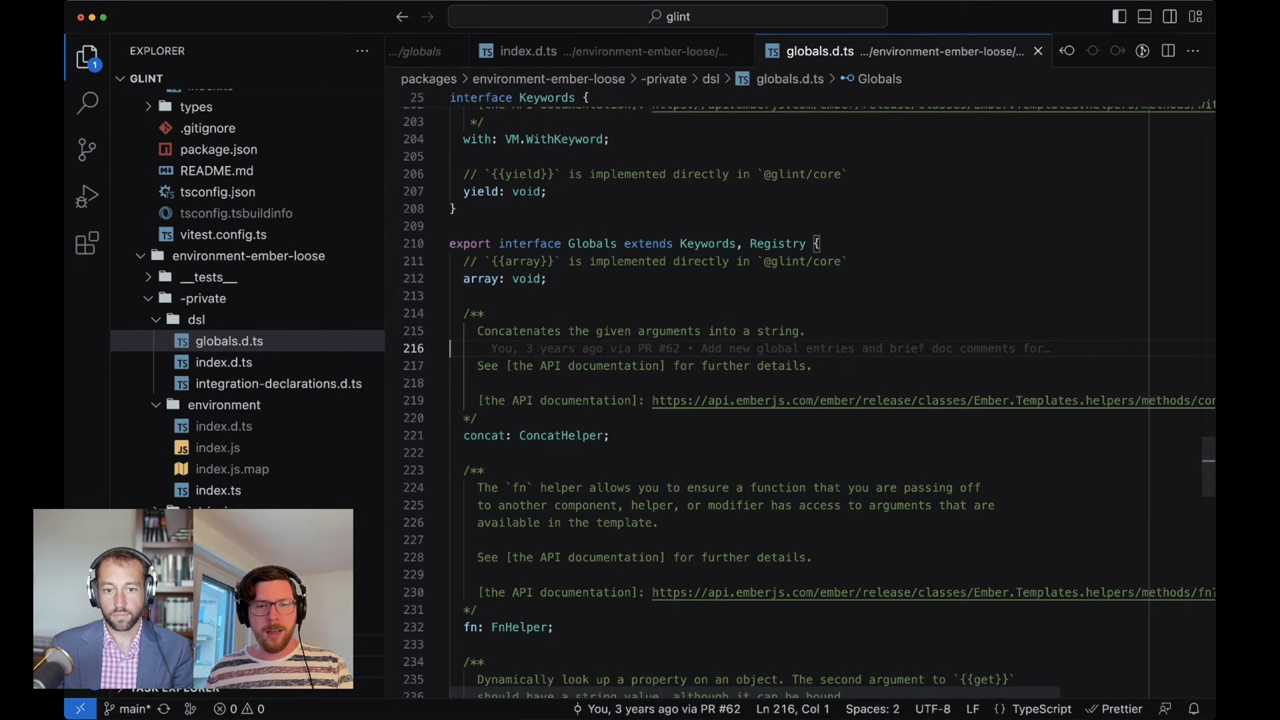 glint
EXPLORER
.../globals
index.d.ts .../environment-ember-loose/...
globals.d.ts .../environment-ember-loose/...
GLINT
types
.gitignore
package.json
README.md
tsconfig.json
tsconfig.tsbuildinfo
vitest.config.ts
environment-ember-loose
__tests__
-private
dsl
globals.d.ts
index.d.ts
integration-declarations.d.ts
environment
index.d.ts
index.js
index.js.map
index.ts
packages > environment-ember-loose > -private > dsl > globals.d.ts > Globals
25 interface Keywords {
203 */
204 with: VM.WithKeyword;
205
206 // `{{yield}}` is implemented directly in `@glint/core`
207 yield: void;
208 }
209
210 export interface Globals extends Keywords, Registry {
211 // `{{array}}` is implemented directly in `@glint/core`
212 array: void;
213
214 /**
215 Concatenates the given arguments into a string.
216 You, 3 years ago via PR #62 • Add new global entries and brief doc comments for…
217 See [the API documentation] for further details.
218
219 [the API documentation]: https://api.emberjs.com/ember/release/classes/Ember.Templates.helpers/methods/con
220 */
221 concat: ConcatHelper;
222
223 /**
224 The `fn` helper allows you to ensure a function that you are passing off
225 to another component, helper, or modifier has access to arguments that are
226 available in the template.
227
228 See [the API documentation] for further details.
229
230 [the API documentation]: https://api.emberjs.com/ember/release/classes/Ember.Templates.helpers/methods/fn?
231 */
232 fn: FnHelper;
233
234 /**
235 Dynamically look up a property on an object. The second argument to `{{get}}`
236 should have a string value, although it can be bound.
1
main*
0 0
You, 3 years ago via PR #62
Ln 216, Col 1
Spaces: 2
UTF-8
LF
{} TypeScript
Prettier